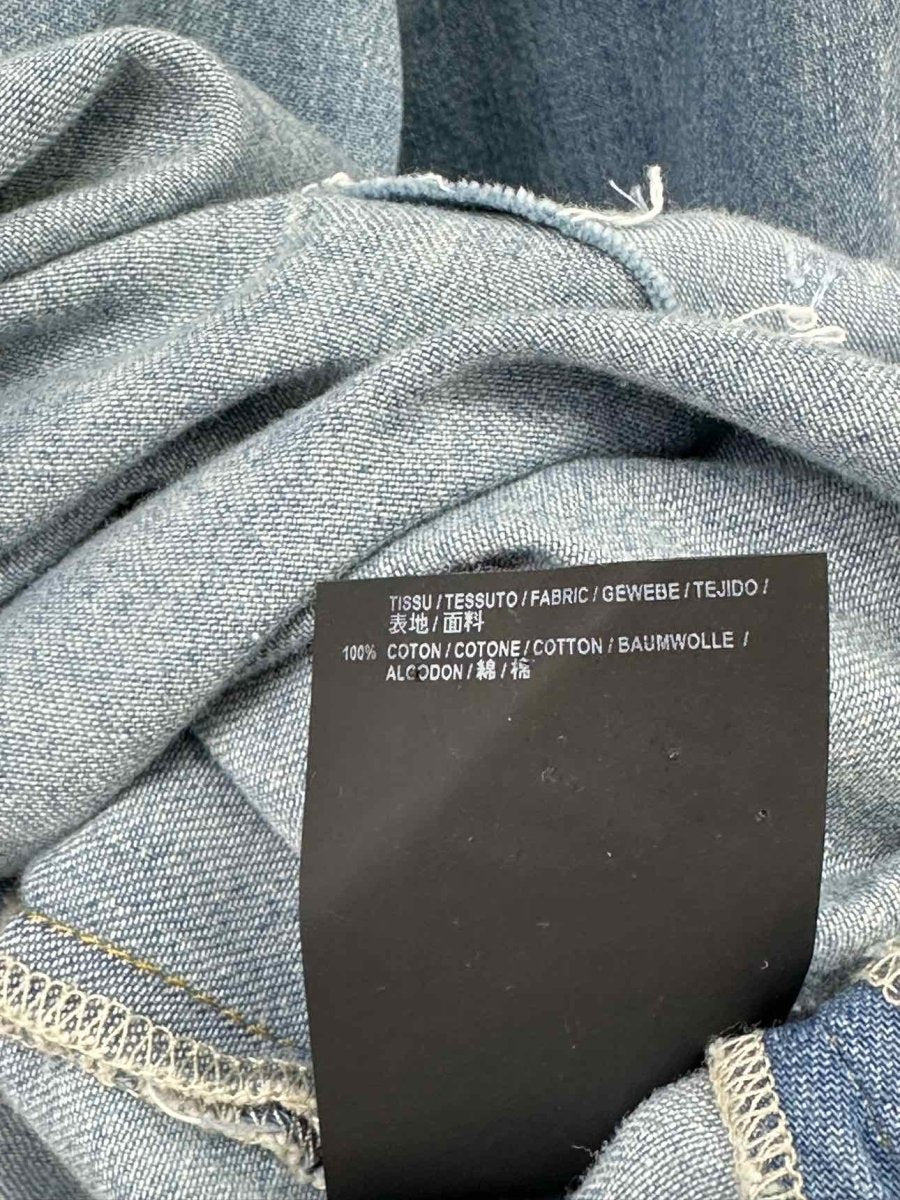 TISSU / TESSUTO / FABRIC / GEWEBE / TEJIDO /
表地 / 面料
100% COTON / COTONE / COTTON / BAUMWOLLE /
ALGODON / 綿 / 棉